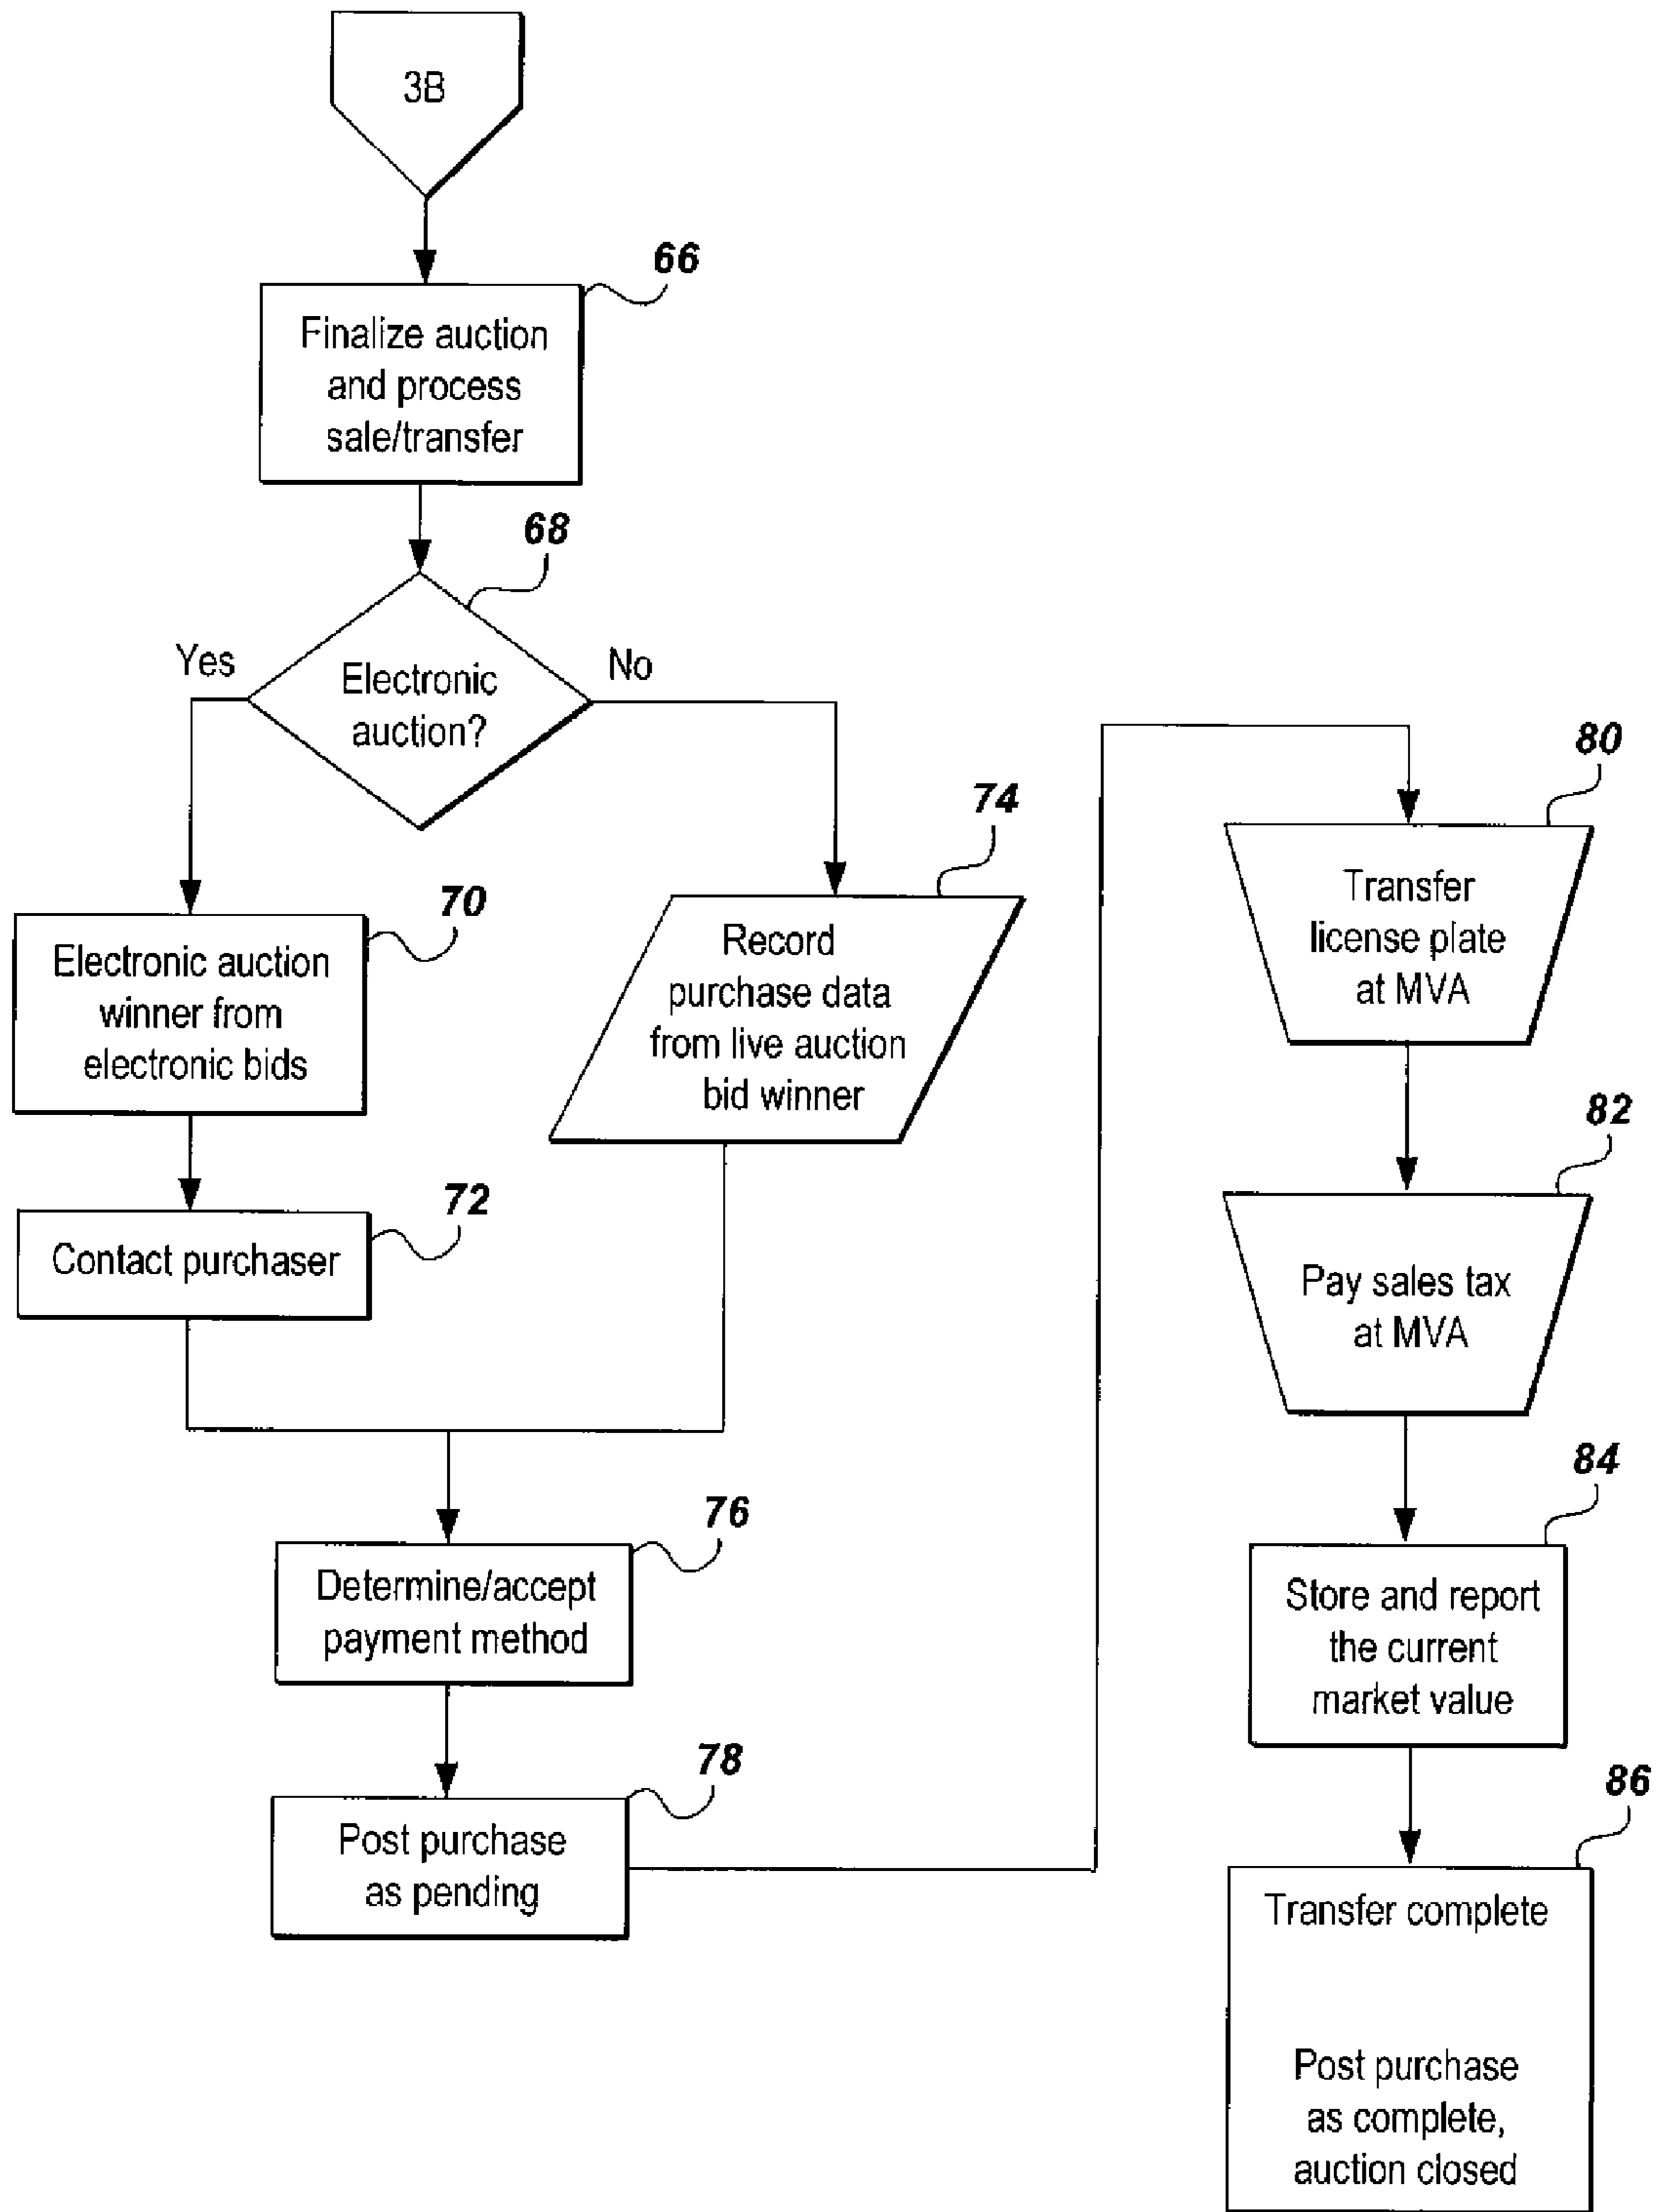 3B
66
Finalize auction
and process
sale/transfer
68
Electronic
auction?
Yes
No
70
Electronic auction
winner from
electronic bids
72
Contact purchaser
74
Record
purchase data
from live auction
bid winner
76
Determine/accept
payment method
78
Post purchase
as pending
80
Transfer
license plate
at MVA
82
Pay sales tax
at MVA
84
Store and report
the current
market value
86
Transfer complete
Post purchase
as complete,
auction closed